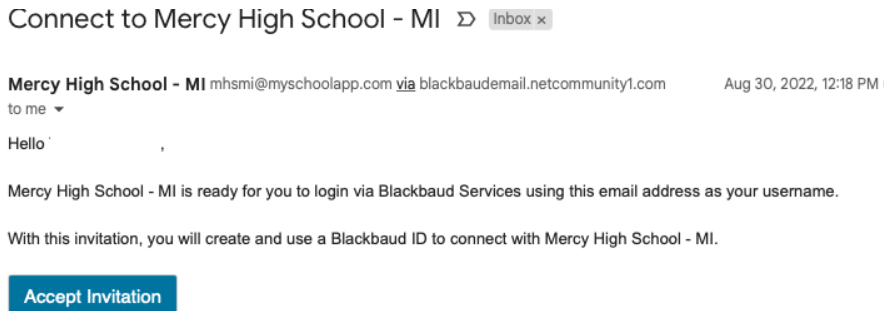 Connect to Mercy High School - MI Inbox ×
Mercy High School - MI mhsmi@myschoolapp.com via blackbaudemail.netcommunity1.com Aug 30, 2022, 12:18 PM
to me
Hello ,
Mercy High School - MI is ready for you to login via Blackbaud Services using this email address as your username.
With this invitation, you will create and use a Blackbaud ID to connect with Mercy High School - MI.
Accept Invitation